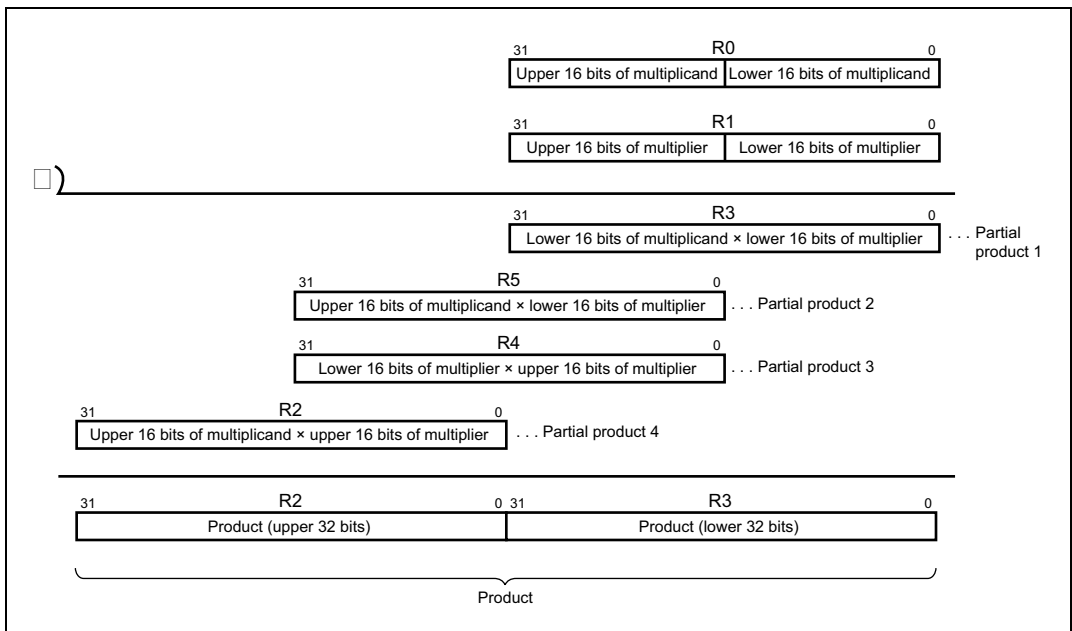 31 R0 0
Upper 16 bits of multiplicand Lower 16 bits of multiplicand
31 R1 0
Upper 16 bits of multiplier Lower 16 bits of multiplier
□ )
31 R3 0
Lower 16 bits of multiplicand × lower 16 bits of multiplier . . . Partial
product 1
31 R5 0
Upper 16 bits of multiplicand × lower 16 bits of multiplier . . . Partial product 2
31 R4 0
Lower 16 bits of multiplier × upper 16 bits of multiplier . . . Partial product 3
31 R2 0
Upper 16 bits of multiplicand × upper 16 bits of multiplier . . . Partial product 4
31 R2 0 31 R3 0
Product (upper 32 bits) Product (lower 32 bits)
Product